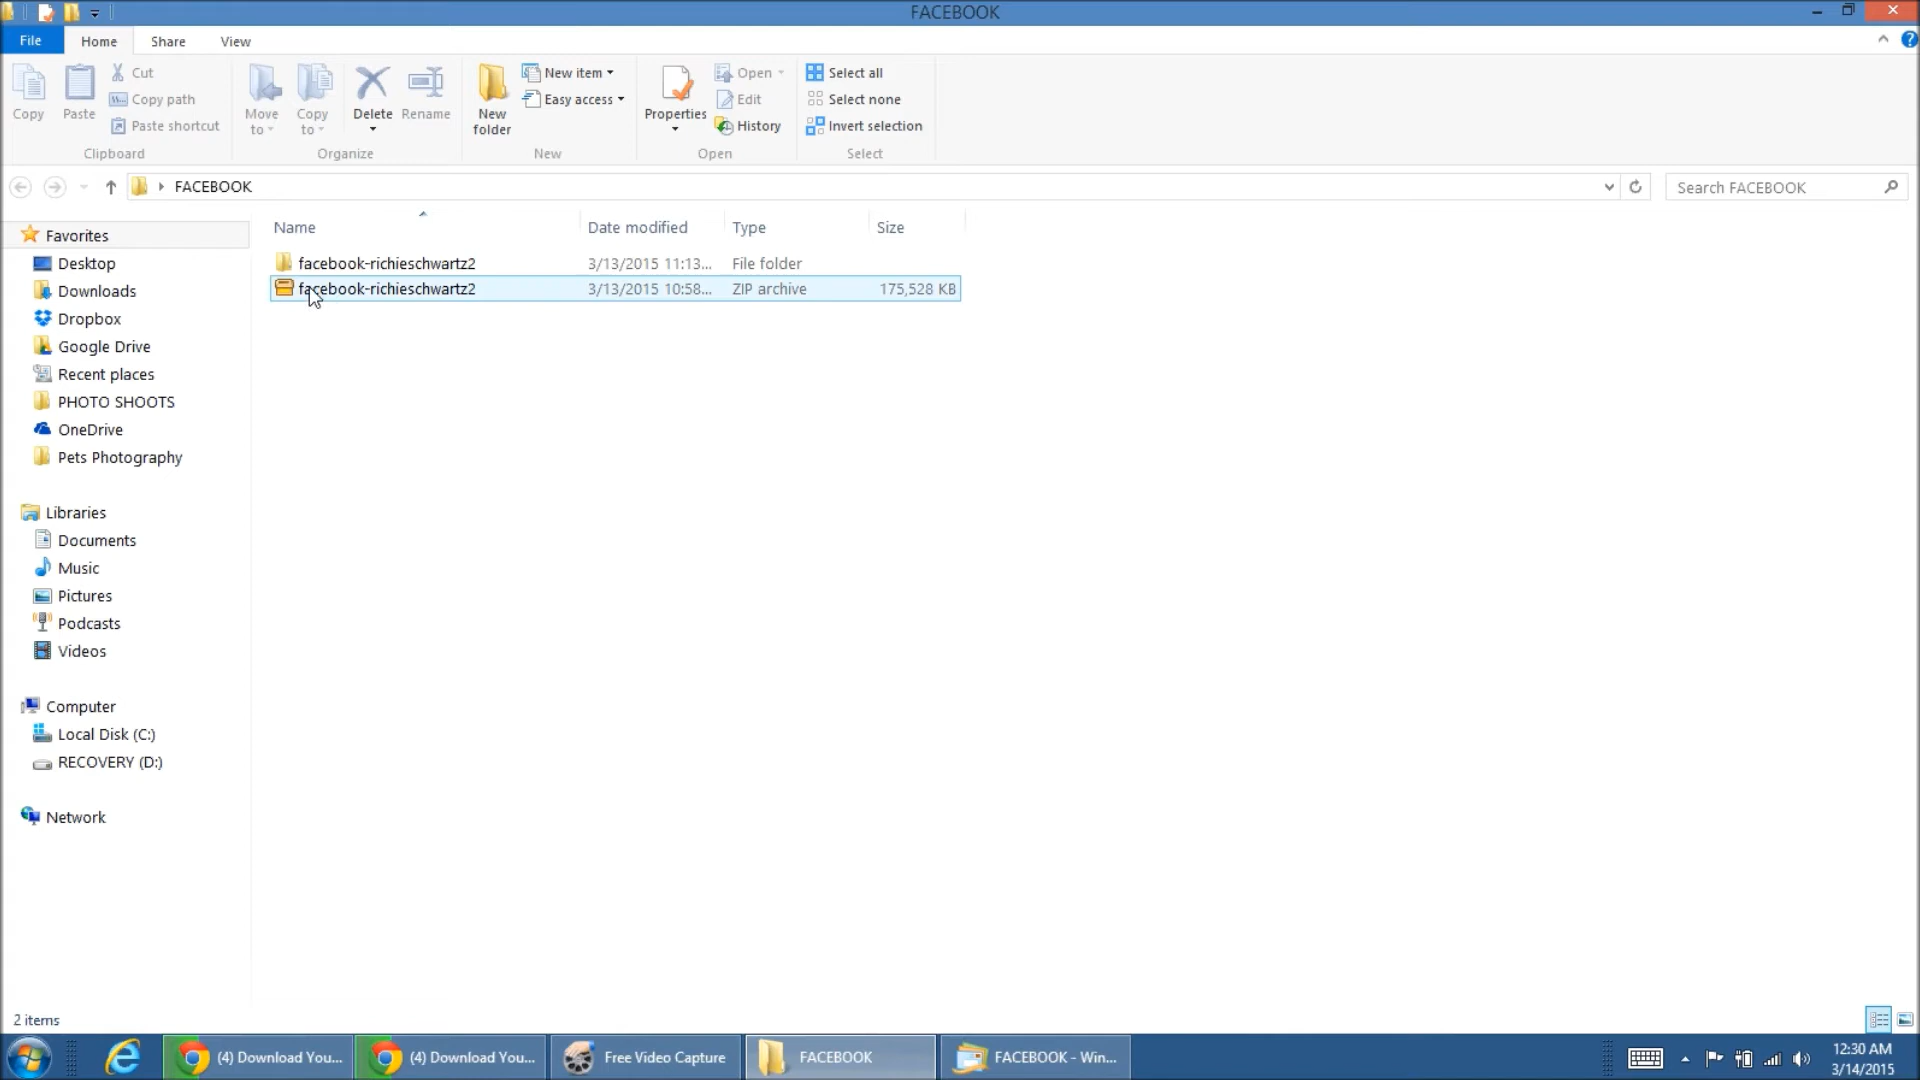 FACEBOOK
File Home Share View
Copy
Paste
Cut
Copy path
Paste shortcut
Clipboard
Move to
Copy to
Delete
Rename
Organize
New folder
New item
Easy access
New
Properties
Open
Edit
History
Open
Select all
Select none
Invert selection
Select
FACEBOOK
Search FACEBOOK
Name Date modified Type Size
facebook-richieschwartz2 3/13/2015 11:13... File folder
facebook-richieschwartz2 3/13/2015 10:58... ZIP archive 175,528 KB
Favorites
Desktop
Downloads
Dropbox
Google Drive
Recent places
PHOTO SHOOTS
OneDrive
Pets Photography
Libraries
Documents
Music
Pictures
Podcasts
Videos
Computer
Local Disk (C:)
RECOVERY (D:)
Network
2 items
(4) Download You...
(4) Download You...
Free Video Capture
FACEBOOK
FACEBOOK - Win...
12:30 AM
3/14/2015